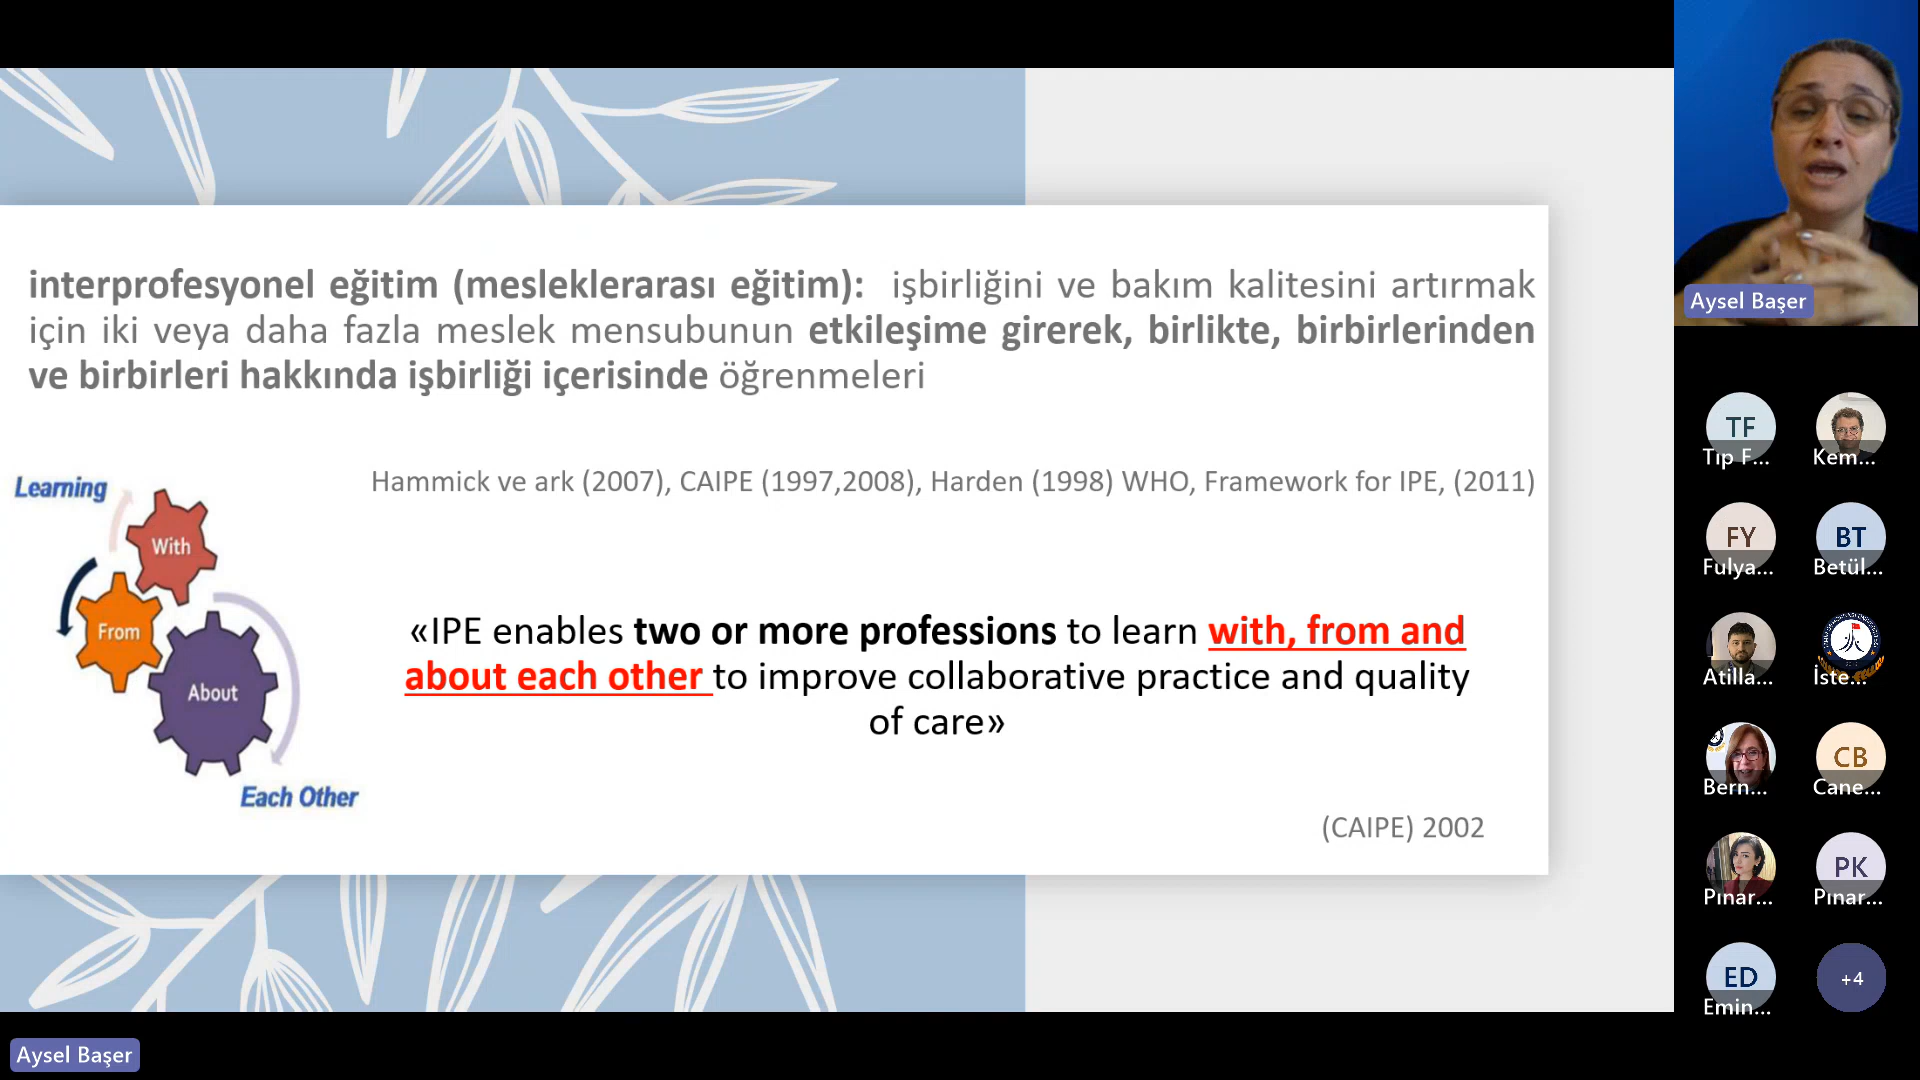 interprofesyonel eğitim (mesleklerarası eğitim): işbirliğini ve bakım kalitesini artırmak
için iki veya daha fazla meslek mensubunun etkileşime girerek, birlikte, birbirlerinden
ve birbirleri hakkında işbirliği içerisinde öğrenmeleri
Hammick ve ark (2007), CAIPE (1997,2008), Harden (1998) WHO, Framework for IPE, (2011)
Learning
With
From
About
Each Other
«IPE enables two or more professions to learn with, from and
about each other to improve collaborative practice and quality
of care»
(CAIPE) 2002
Aysel Başer
Aysel Başer
TF
Tıp F...
Kem...
FY
Fulya...
BT
Betül...
Atilla...
İste...
Bern...
CB
Cane...
Pınar...
PK
Pınar...
ED
Emin...
+4